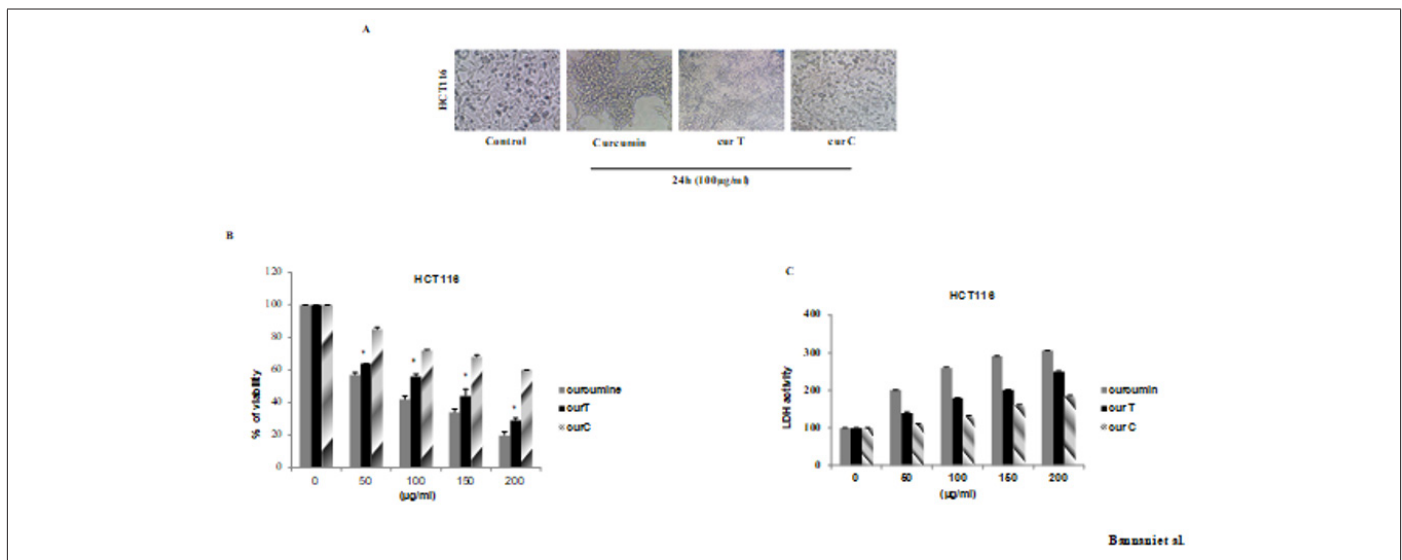 A
HCT116
Control
Curcumin
cur T
cur C
24h (100µg/ml)
B
HCT116
% of viability
120
100
80
60
40
20
0
*
*
*
*
0
50
100
150
200
(µg/ml)
curcumine
curT
curC
C
HCT116
LDH activity
400
300
200
100
0
0
50
100
150
200
(µg/ml)
curcumin
cur T
cur C